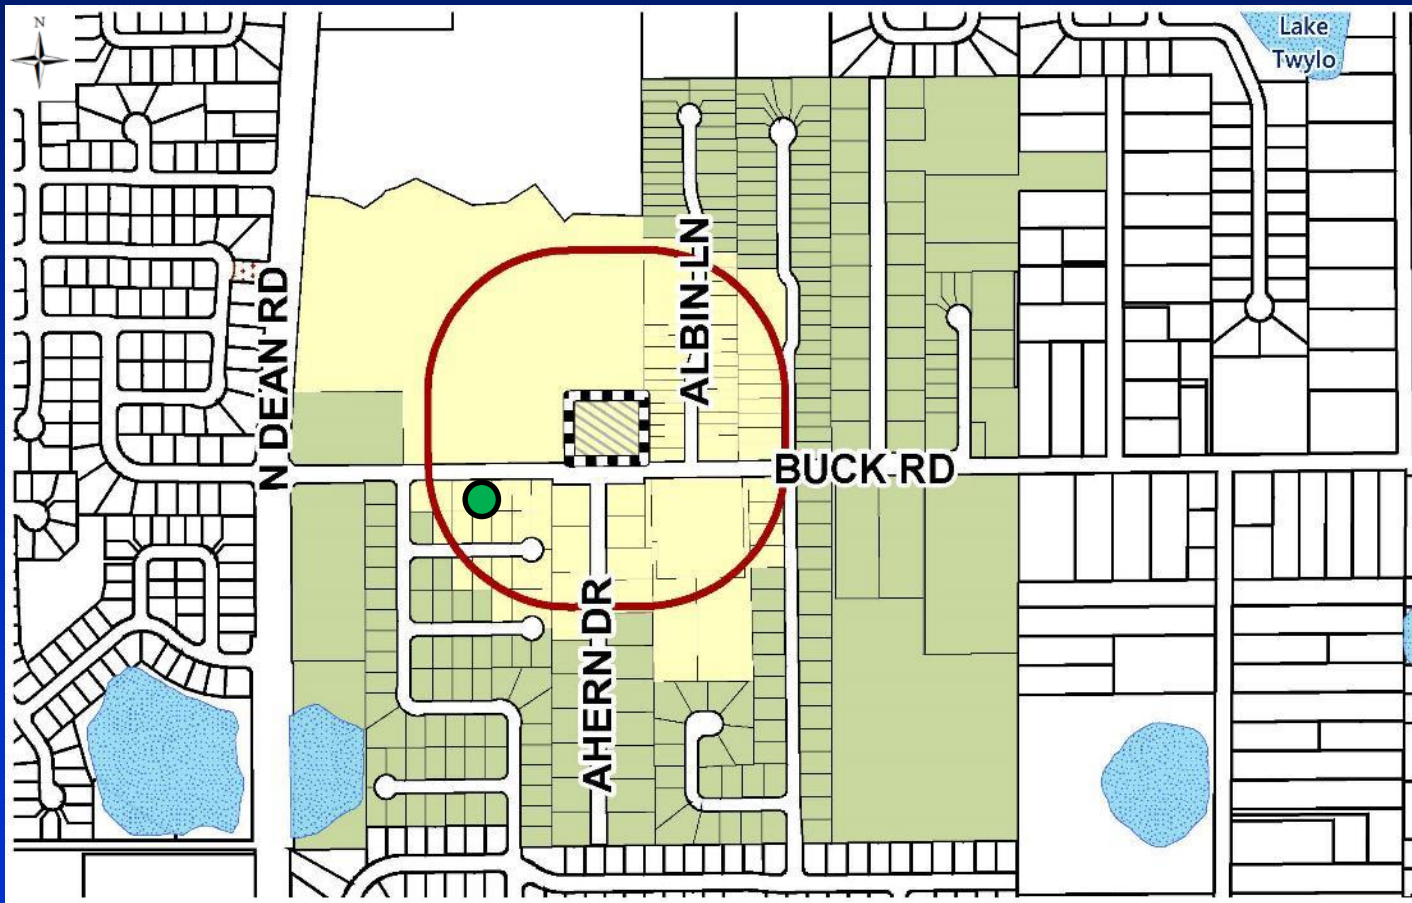 N
Lake
Twylo
ALBIN LN
N DEAN RD
BUCK RD
AHERN DR